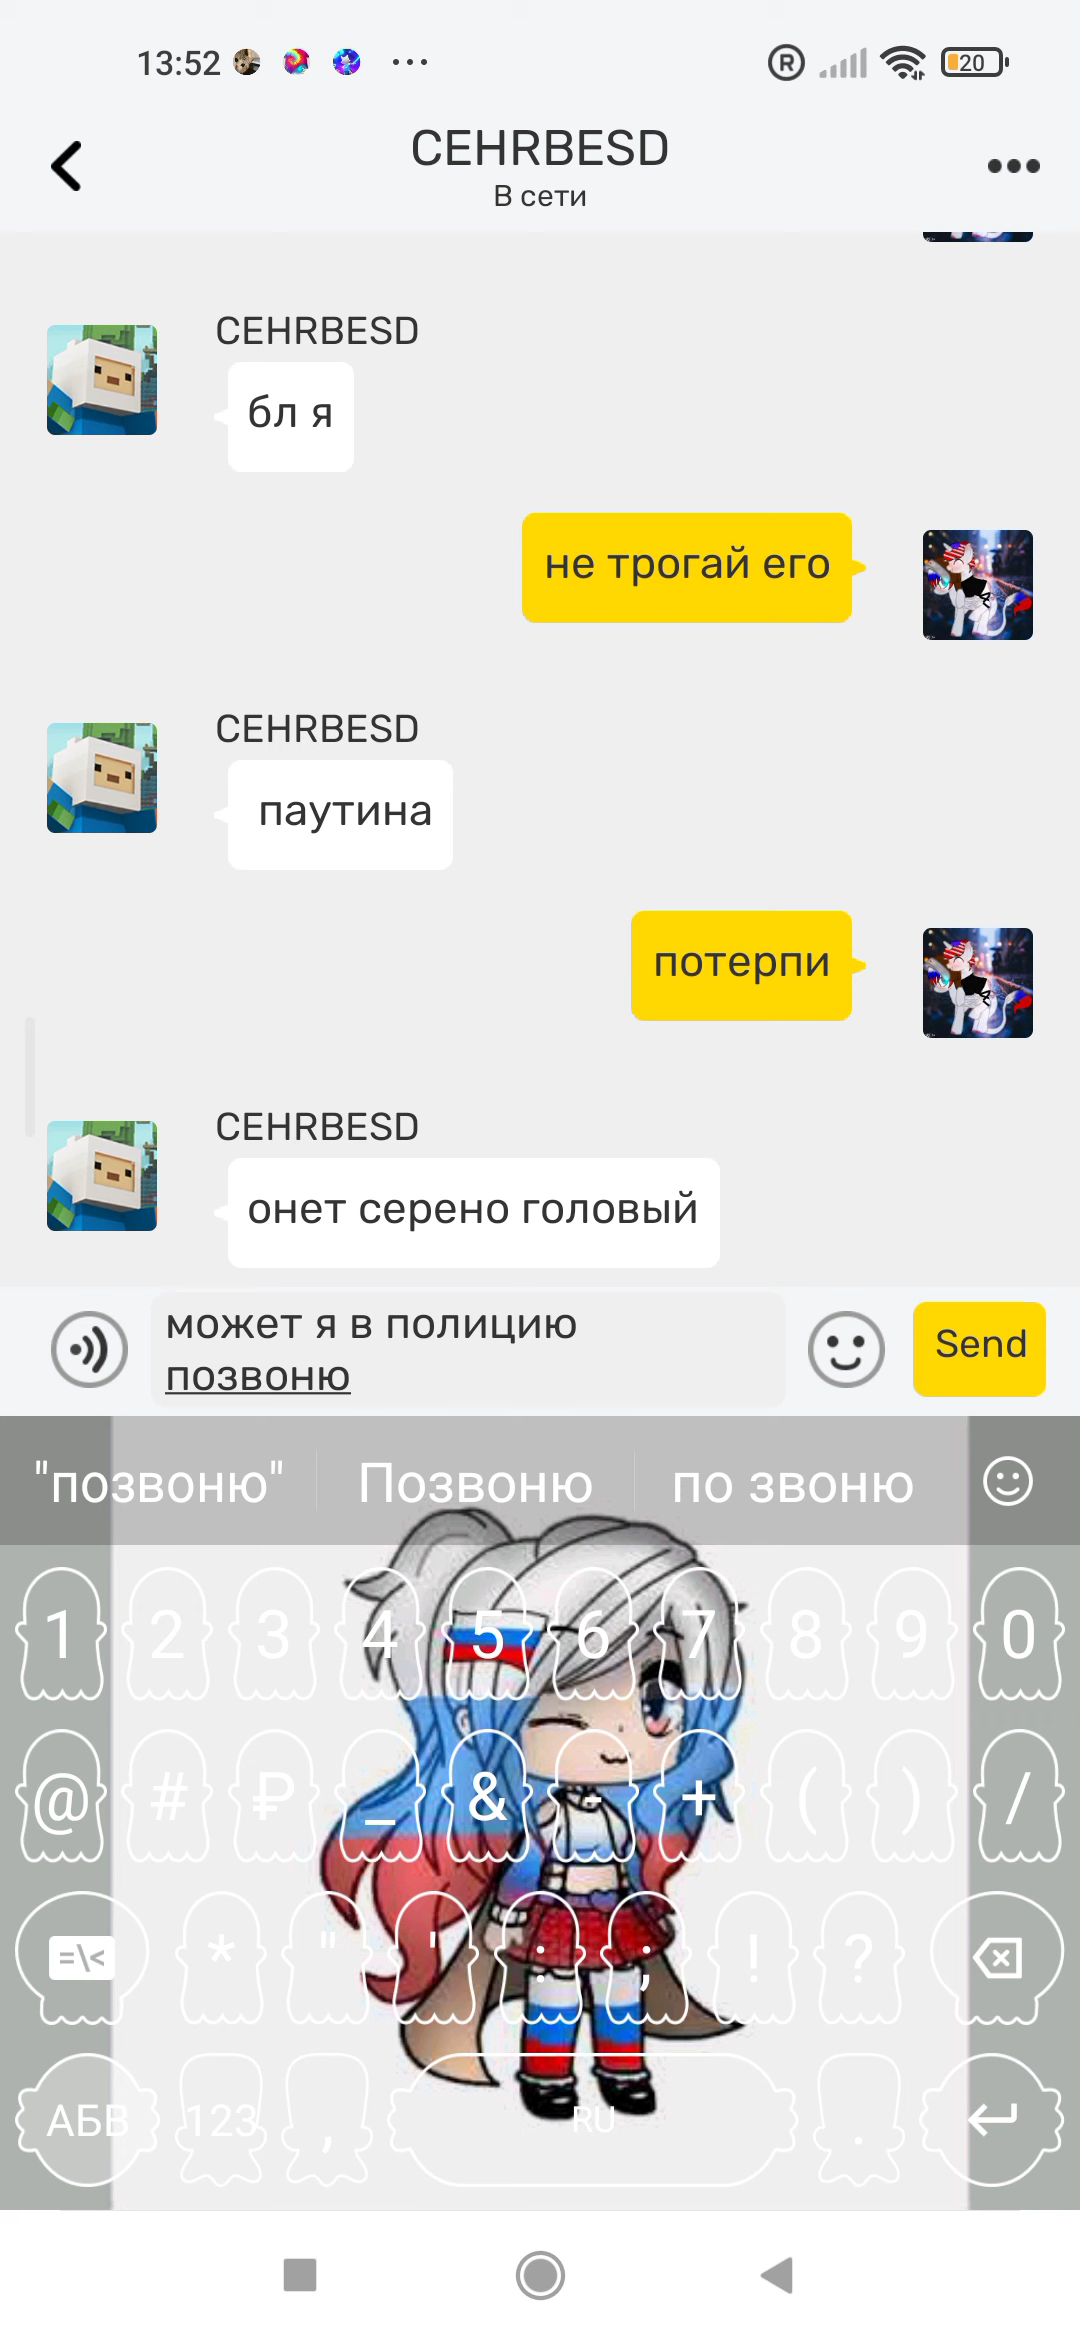 13:52
R
20
CEHRBESD
В сети
CEHRBESD
бл я
не трогай его
CEHRBESD
паутина
потерпи
CEHRBESD
онет серено головый
может я в полицию
позвоню
Send
"позвоню" Позвоню по звоню
1 2 3 4 5 6 7 8 9 0
@ # ₽ _ & - + ( ) /
=\< * " ' : ; ! ?
АБВ 123 , RU .